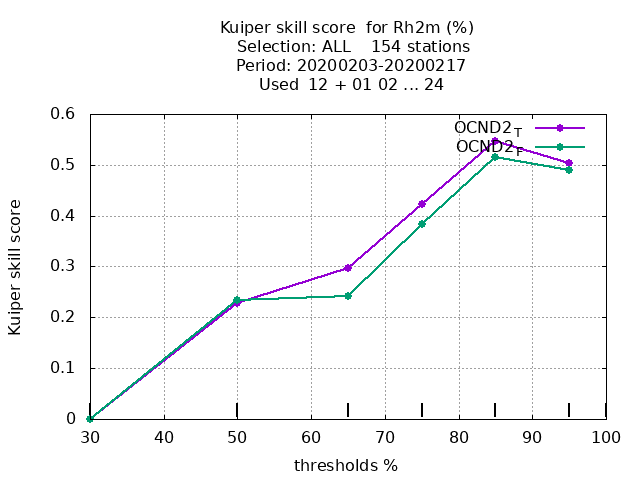 Kuiper skill score  for Rh2m (%)
Selection: ALL    154 stations
Period: 20200203-20200217
Used  12 + 01 02 ... 24
OCND2T
OCND2F
Kuiper skill score
0.6
0.5
0.4
0.3
0.2
0.1
0
30 40 50 60 70 80 90 100
thresholds %